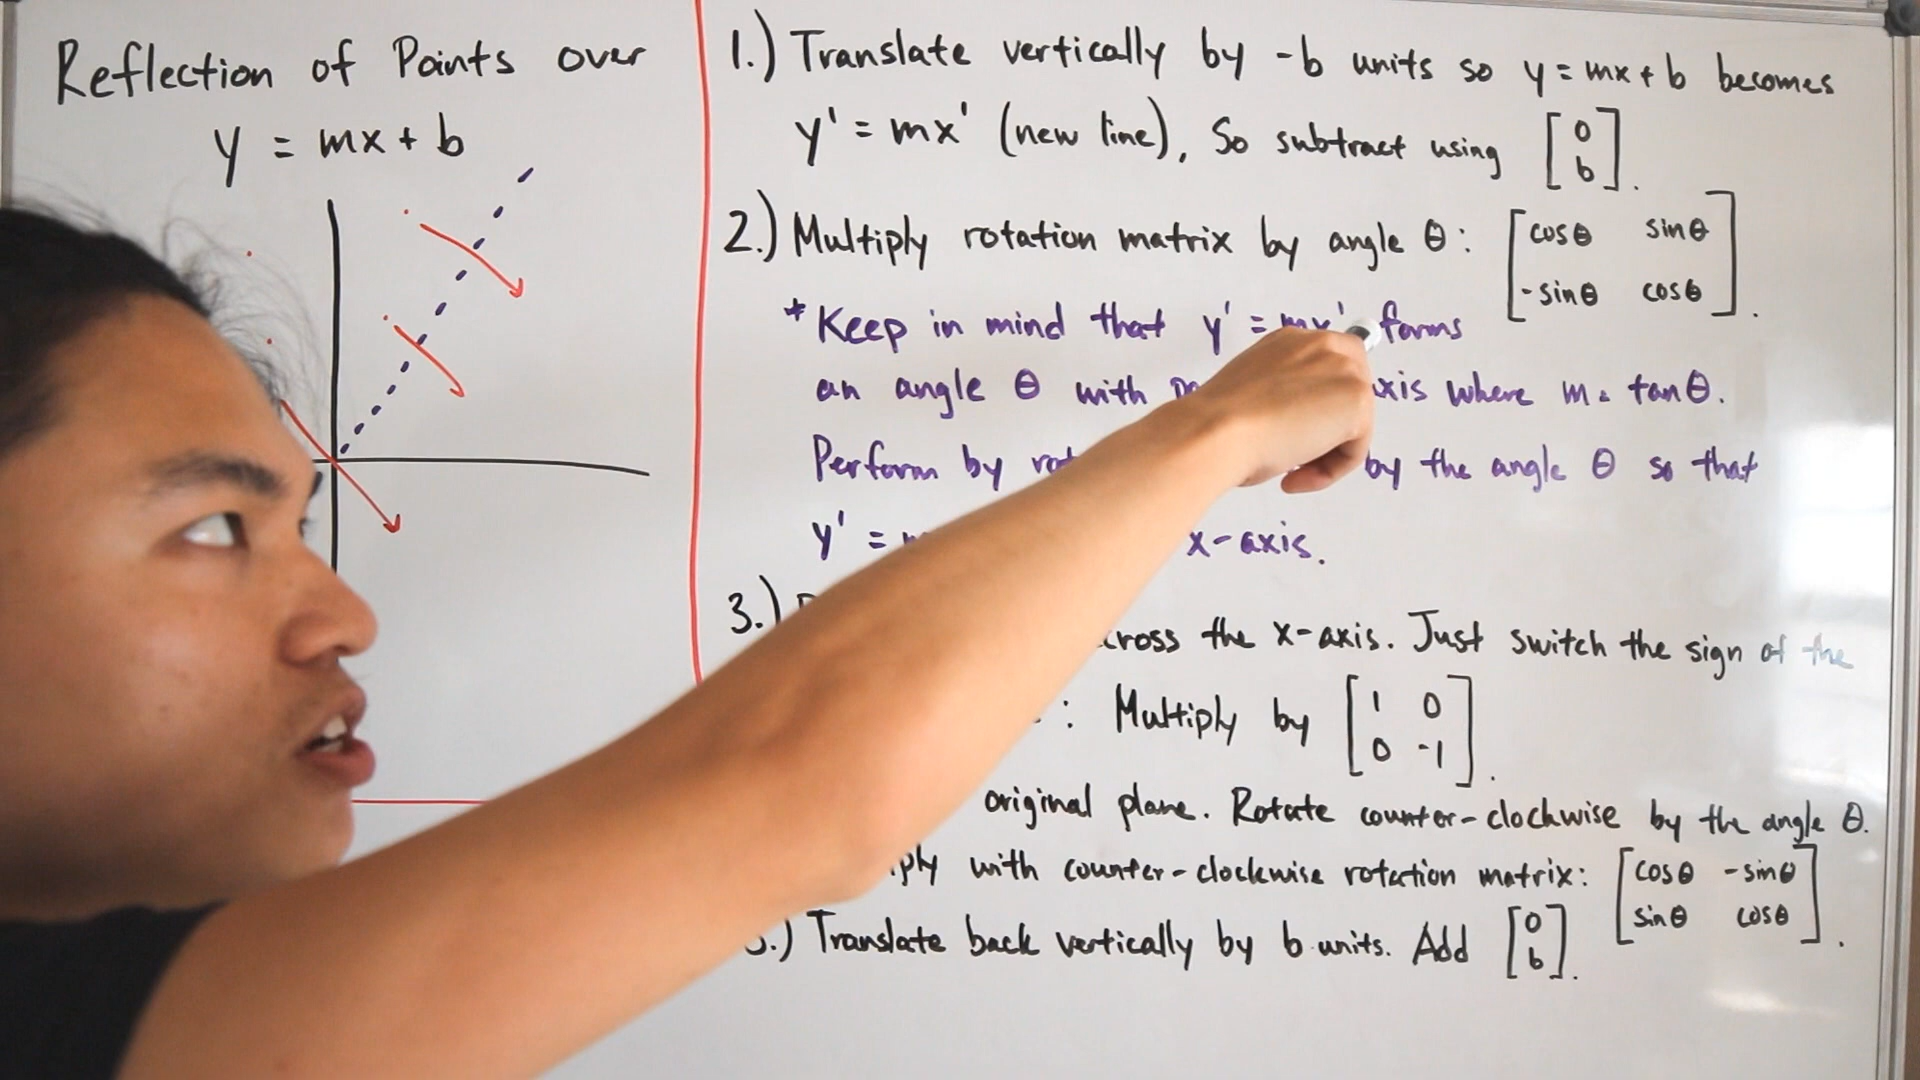 Reflection of Points over
y = mx + b
1.) Translate vertically by -b units so y = mx + b becomes
y' = mx' (new line), So subtract using [0 b].
2.) Multiply rotation matrix by angle θ: [cosθ sinθ
-sinθ cosθ].
* Keep in mind that y' = mx' forms
an angle θ with axis where m = tanθ.
Perform by by the angle θ so that
y' = x-axis.
3.) the x-axis. Just switch the sign of the
: Multiply by [1 0
0 -1].
original plane. Rotate counter-clockwise by the angle θ.
with counter-clockwise rotation matrix: [cosθ -sinθ
sinθ cosθ].
Translate back vertically by b units. Add [0 b].